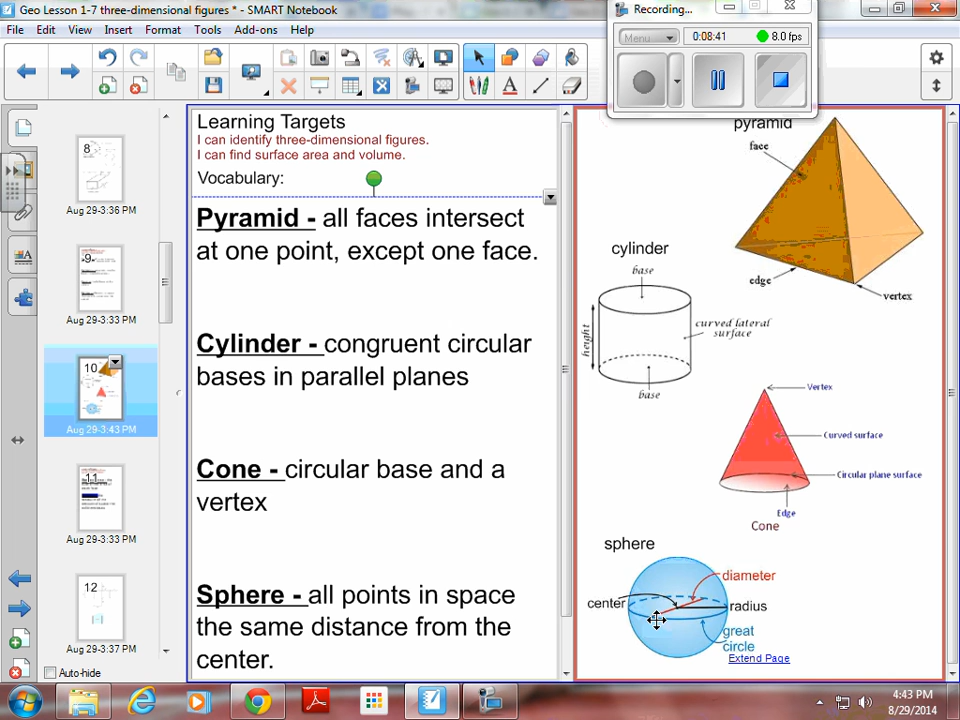 Geo Lesson 1-7 three-dimensional figures * - SMART Notebook
File Edit View Insert Format Tools Add-ons Help
Recording...
Menu
0:08:41
8.0 fps
8
Aug 29-3:36 PM
9
Aug 29-3:33 PM
10
Aug 29-3:43 PM
11
Aug 29-3:33 PM
12
Aug 29-3:37 PM
Auto-hide
Learning Targets
I can identify three-dimensional figures.
I can find surface area and volume.
Vocabulary:
Pyramid - all faces intersect
at one point, except one face.
Cylinder - congruent circular
bases in parallel planes
Cone - circular base and a
vertex
Sphere - all points in space
the same distance from the
center.
pyramid
face
edge
vertex
cylinder
base
height
curved lateral
surface
base
Vertex
Curved surface
Circular plane surface
Edge
Cone
sphere
diameter
center
radius
great
circle
Extend Page
4:43 PM
8/29/2014